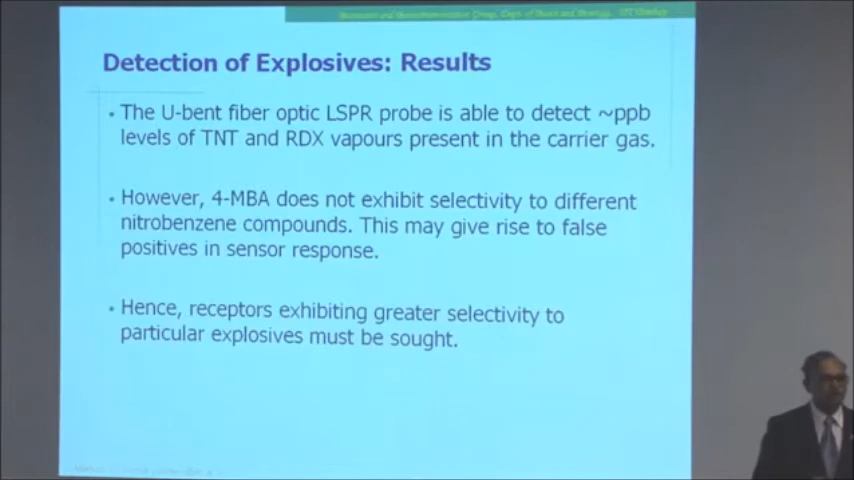 Detection of Explosives: Results
• The U-bent fiber optic LSPR probe is able to detect ~ppb
levels of TNT and RDX vapours present in the carrier gas.
• However, 4-MBA does not exhibit selectivity to different
nitrobenzene compounds. This may give rise to false
positives in sensor response.
• Hence, receptors exhibiting greater selectivity to
particular explosives must be sought.